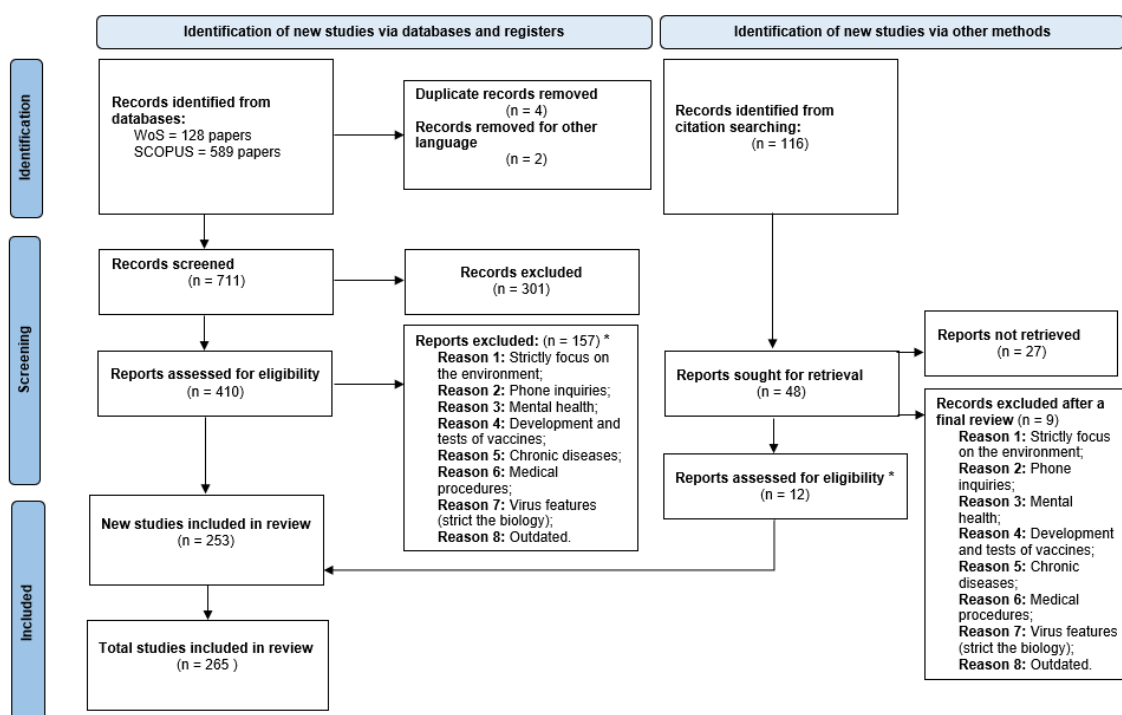 Identification of new studies via databases and registers
Identification of new studies via other methods
Identification
Records identified from
databases:
WoS = 128 papers
SCOPUS = 589 papers
Duplicate records removed
(n = 4)
Records removed for other
language
(n = 2)
Records identified from
citation searching:
(n = 116)
Screening
Records screened
(n = 711)
Records excluded
(n = 301)
Reports assessed for eligibility
(n = 410)
Reports excluded: (n = 157) *
Reason 1: Strictly focus on
the environment;
Reason 2: Phone inquiries;
Reason 3: Mental health;
Reason 4: Development and
tests of vaccines;
Reason 5: Chronic diseases;
Reason 6: Medical
procedures;
Reason 7: Virus features
(strict the biology);
Reason 8: Outdated.
Reports sought for retrieval
(n = 48)
Reports not retrieved
(n = 27)
Records excluded after a
final review (n = 9)
Reason 1: Strictly focus
on the environment;
Reason 2: Phone
inquiries;
Reason 3: Mental
health;
Reason 4: Development
and tests of vaccines;
Reason 5: Chronic
diseases;
Reason 6: Medical
procedures;
Reason 7: Virus features
(strict the biology);
Reason 8: Outdated.
Reports assessed for eligibility *
(n = 12)
Included
New studies included in review
(n = 253)
Total studies included in review
(n = 265 )